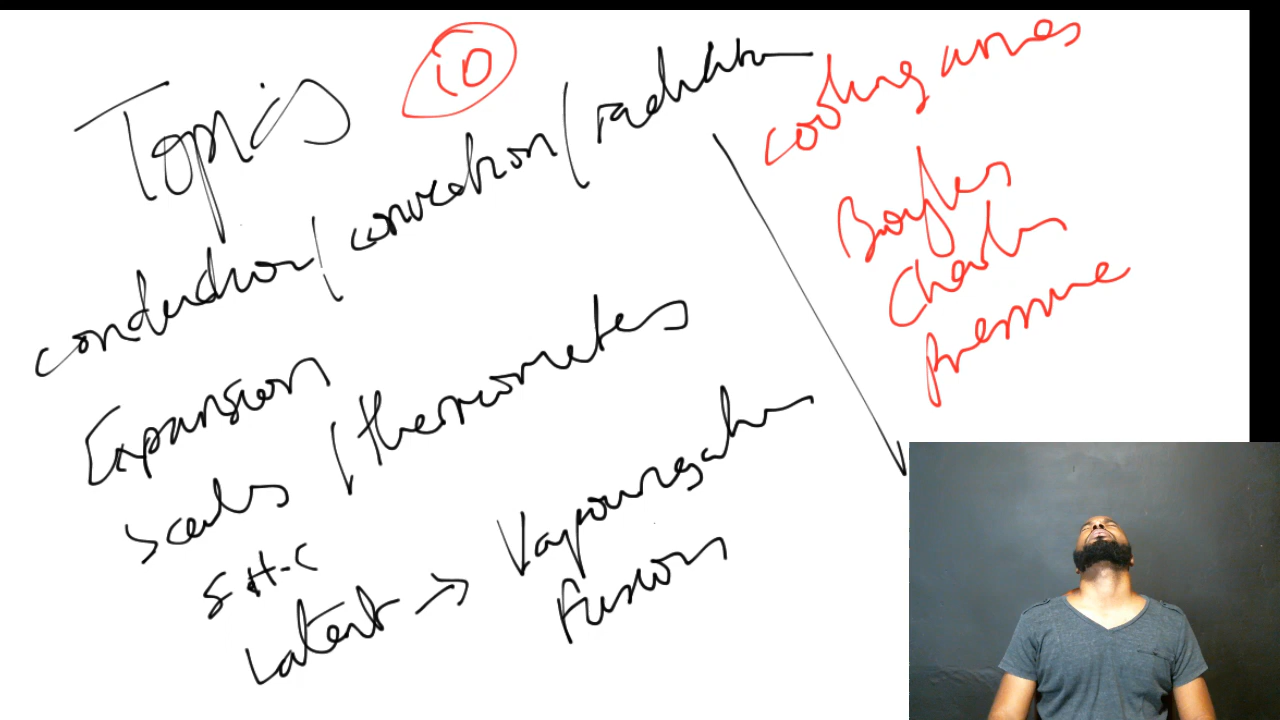 Topics
10
conduction/convection/radiation
Expansion
scales/thermometers
S.H.C
Latent → Vapourisation
Fusion
cooling curves
Boyles
Charles
pressure